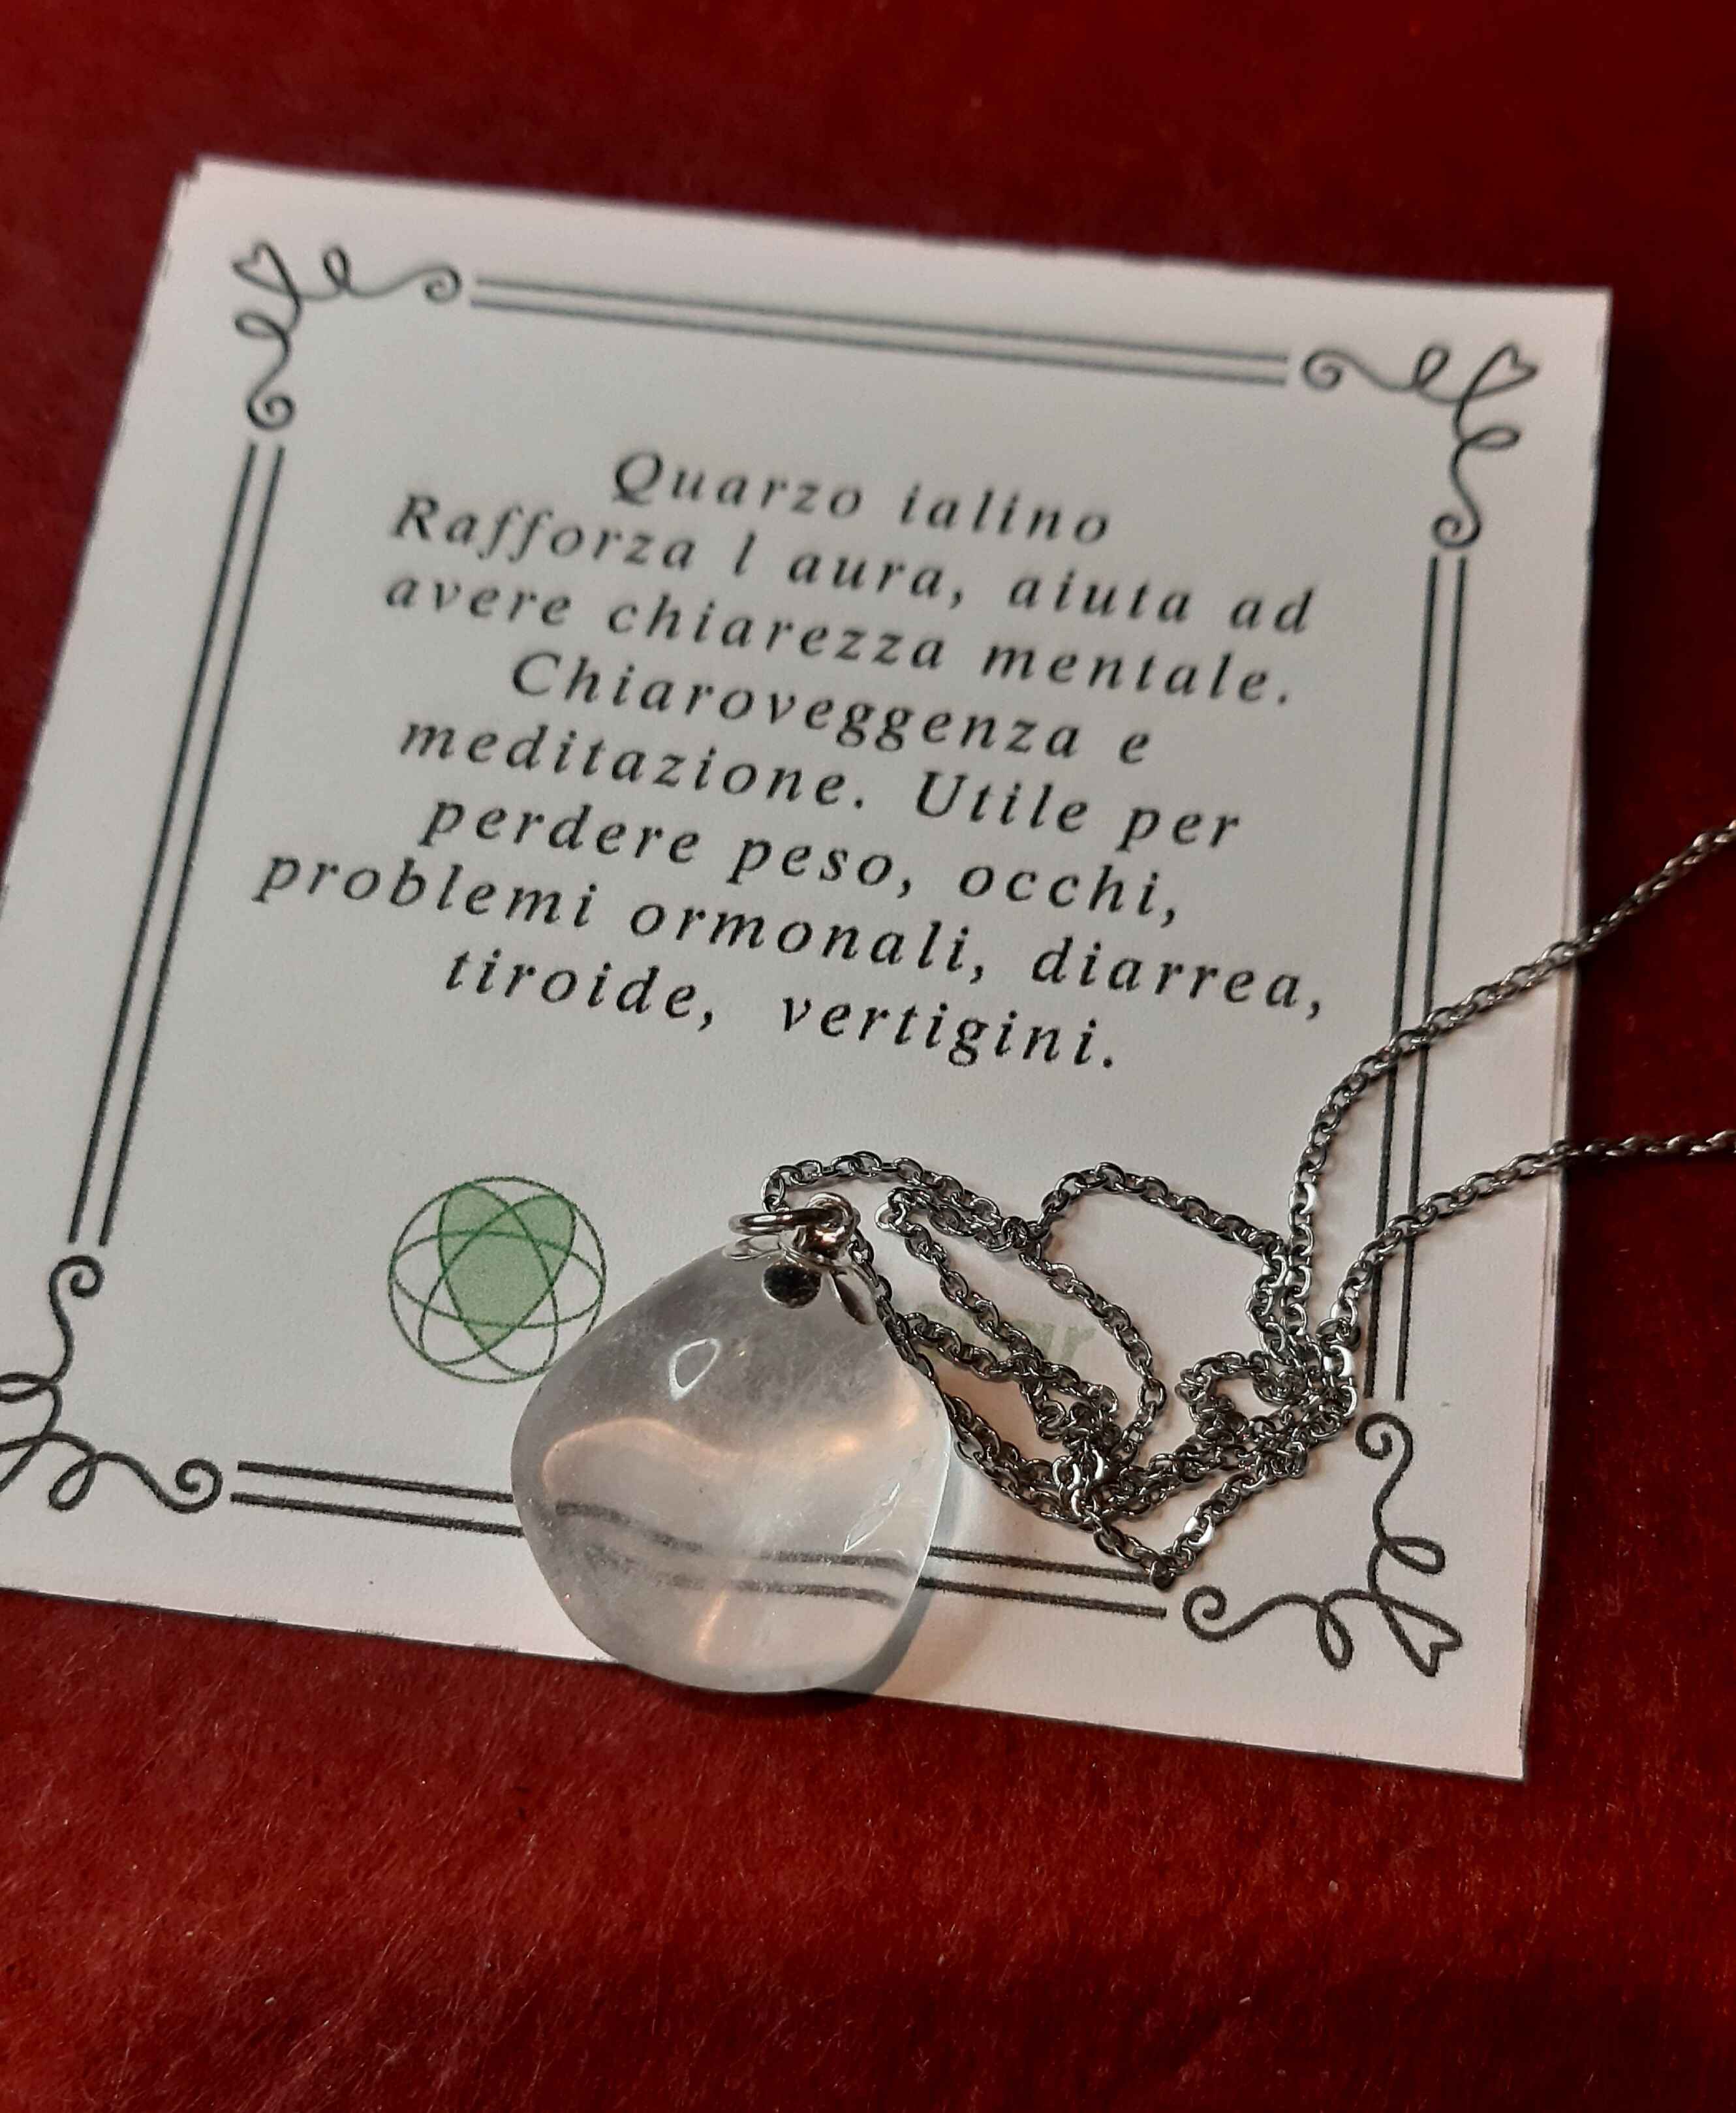 Quarzo ialino
Rafforza l aura, aiuta ad
avere chiarezza mentale.
Chiaroveggenza e
meditazione. Utile per
perdere peso, occhi,
problemi ormonali, diarrea,
tiroide, vertigini.